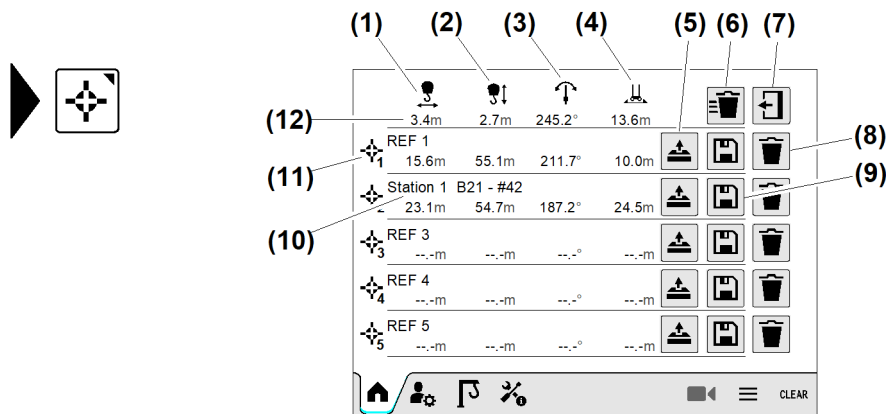 (1) (2) (3) (4) (5) (6) (7)
3.4m 2.7m 245.2° 13.6m
(12)
REF 1
(8)
1 15.6m 55.1m 211.7° 10.0m
(11)
(9)
Station 1 B21 - #42
2 23.1m 54.7m 187.2° 24.5m
(10)
REF 3
3 --.-m --.-m --.-° --.-m
REF 4
4 --.-m --.-m --.-° --.-m
REF 5
5 --.-m --.-m --.-° --.-m
CLEAR